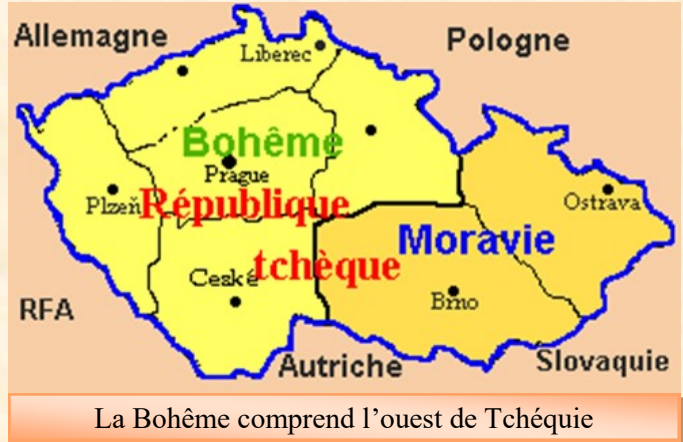 Allemagne
Pologne
Liberec
Bohême
Prague
Plzeň
République
Ostrava
Moravie
tchèque
Ceské
Brno
RFA
Autriche
Slovaquie
La Bohême comprend l’ouest de Tchéquie